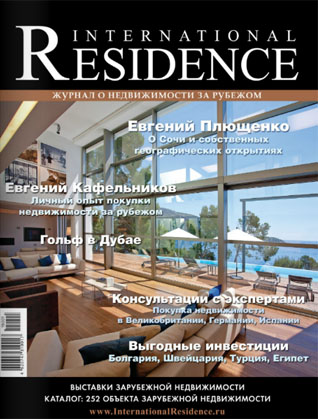 INTERNATIONAL
RESIDENCE
ЖУРНАЛ О НЕДВИЖИМОСТИ ЗА РУБЕЖОМ
Евгений Плющенко
О Сочи и собственных
географических открытиях
Евгений Кафельников
Личный опыт покупки
недвижимости за рубежом
Гольф в Дубае
Консультации с экспертами
Покупка недвижимости
в Великобритании, Германии, Испании
Выгодные инвестиции
Болгария, Швейцария, Турция, Египет
ВЫСТАВКИ ЗАРУБЕЖНОЙ НЕДВИЖИМОСТИ
КАТАЛОГ: 252 ОБЪЕКТА ЗАРУБЕЖНОЙ НЕДВИЖИМОСТИ
www.InternationalResidence.ru